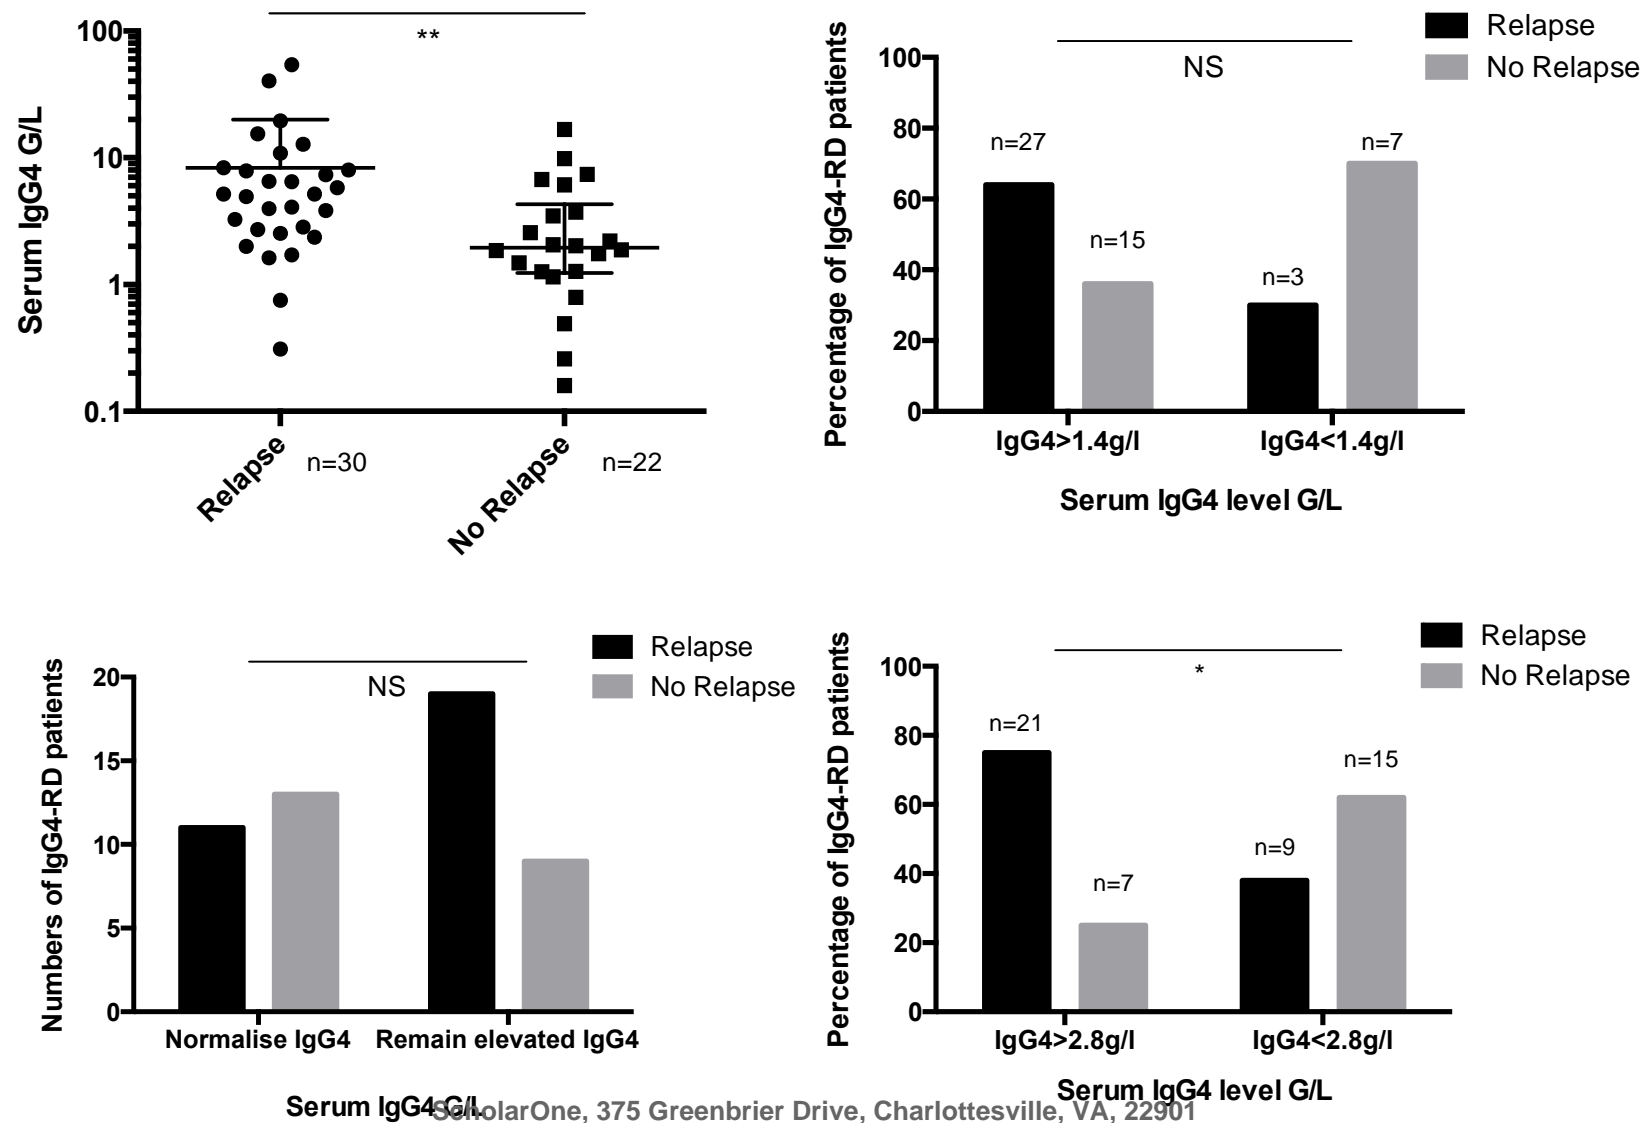 **
100
10
1
0.1
Serum IgG4 G/L
Relapse
n=30
No Relapse
n=22
Relapse
No Relapse
NS
100
80
60
40
20
0
Percentage of IgG4-RD patients
n=27
n=15
n=3
n=7
IgG4>1.4g/l
IgG4<1.4g/l
Serum IgG4 level G/L
Relapse
No Relapse
NS
20
15
10
5
0
Numbers of IgG4-RD patients
Normalise IgG4
Remain elevated IgG4
Serum IgG4 G/L
Relapse
No Relapse
*
100
80
60
40
20
0
Percentage of IgG4-RD patients
n=21
n=7
n=9
n=15
IgG4>2.8g/l
IgG4<2.8g/l
Serum IgG4 level G/L
ScholarOne, 375 Greenbrier Drive, Charlottesville, VA, 22901